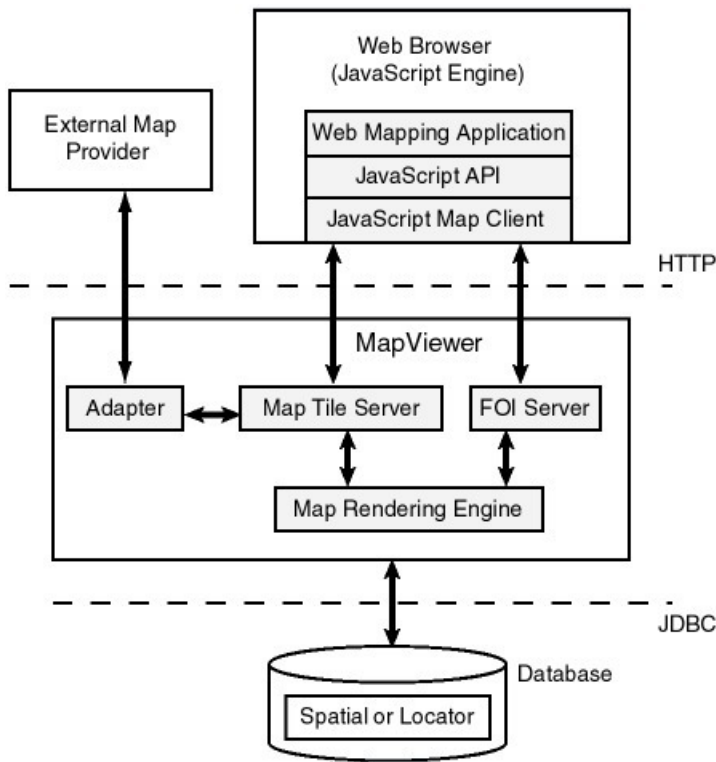 Web Browser
(JavaScript Engine)
External Map
Provider
Web Mapping Application
JavaScript API
JavaScript Map Client
HTTP
MapViewer
Adapter
Map Tile Server
FOI Server
Map Rendering Engine
JDBC
Database
Spatial or Locator